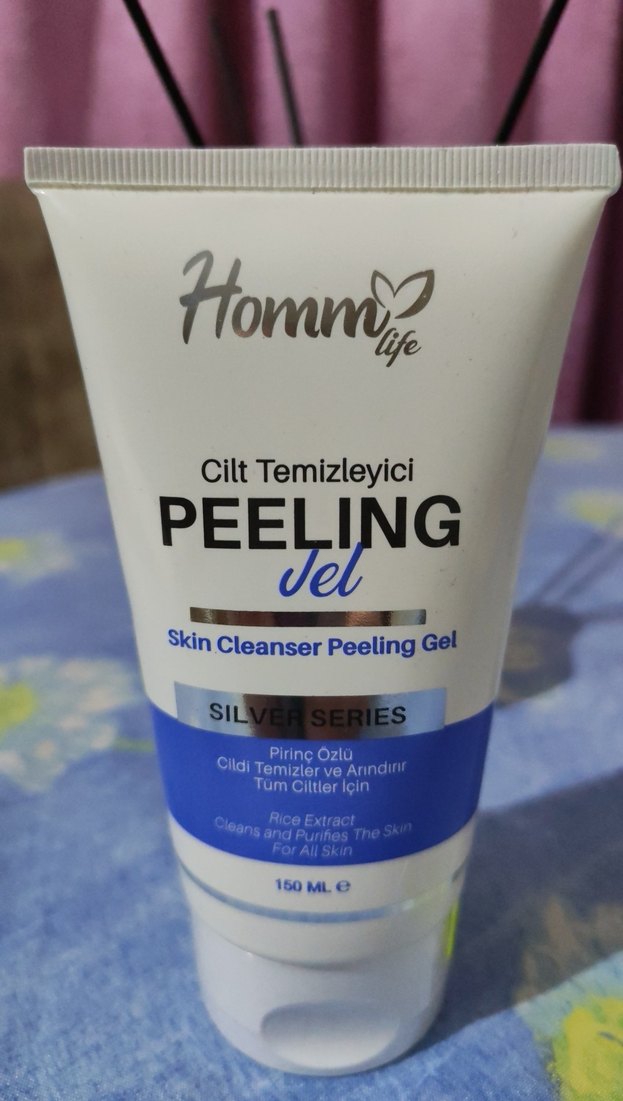 Homm
life
Cilt Temizleyici
PEELING
Jel
Skin Cleanser Peeling Gel
SILVER SERIES
Pirinç Özlü
Cildi Temizler ve Arındırır
Tüm Ciltler İçin
Rice Extract
Cleans and Purifies The Skin
For All Skin
150 ML ℮